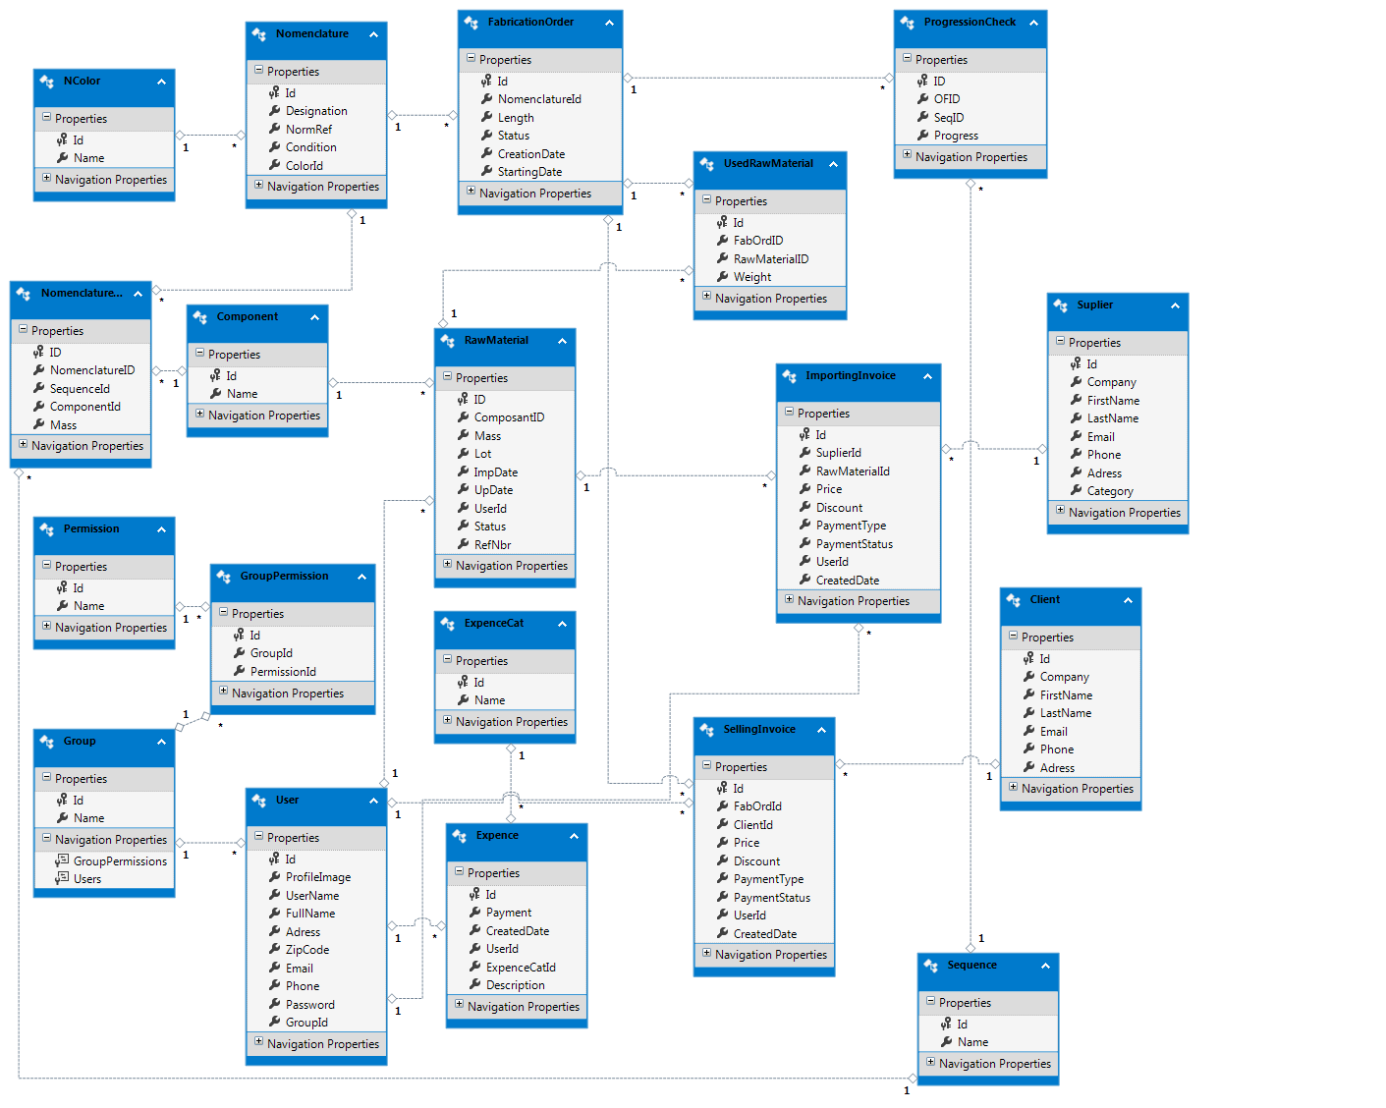 NColor
Properties
Id
Name
Navigation Properties
1
*
Nomenclature
Properties
Id
Designation
NormRef
Condition
ColorId
Navigation Properties
1
*
1
FabricationOrder
Properties
Id
NomenclatureId
Length
Status
CreationDate
StartingDate
Navigation Properties
1
*
1
*
1
ProgressionCheck
Properties
ID
OFID
SeqID
Progress
Navigation Properties
*
UsedRawMaterial
Properties
Id
FabOrdID
RawMaterialID
Weight
Navigation Properties
*
1
Nomenclature...
Properties
ID
NomenclatureID
SequenceId
ComponentId
Mass
Navigation Properties
*
*
1
*
Component
Properties
Id
Name
Navigation Properties
1
*
RawMaterial
Properties
ID
ComposantID
Mass
Lot
ImpDate
UpDate
UserId
Status
RefNbr
Navigation Properties
1
*
*
ImportingInvoice
Properties
Id
SuplierId
RawMaterialId
Price
Discount
PaymentType
PaymentStatus
UserId
CreatedDate
Navigation Properties
*
1
*
Suplier
Properties
Id
Company
FirstName
LastName
Email
Phone
Adress
Category
Navigation Properties
Permission
Properties
Id
Name
Navigation Properties
1
*
GroupPermission
Properties
Id
GroupId
PermissionId
Navigation Properties
1
*
ExpenceCat
Properties
Id
Name
Navigation Properties
1
*
Client
Properties
Id
Company
FirstName
LastName
Email
Phone
Adress
Navigation Properties
Group
Properties
Id
Name
Navigation Properties
GroupPermissions
Users
1
*
User
Properties
Id
ProfileImage
UserName
FullName
Adress
ZipCode
Email
Phone
Password
GroupId
Navigation Properties
1
1
1
*
1
Expence
Properties
Id
Payment
CreatedDate
UserId
ExpenceCatId
Description
Navigation Properties
SellingInvoice
Properties
Id
FabOrdId
ClientId
Price
Discount
PaymentType
PaymentStatus
UserId
CreatedDate
Navigation Properties
*
*
*
1
Sequence
Properties
Id
Name
Navigation Properties
1
1